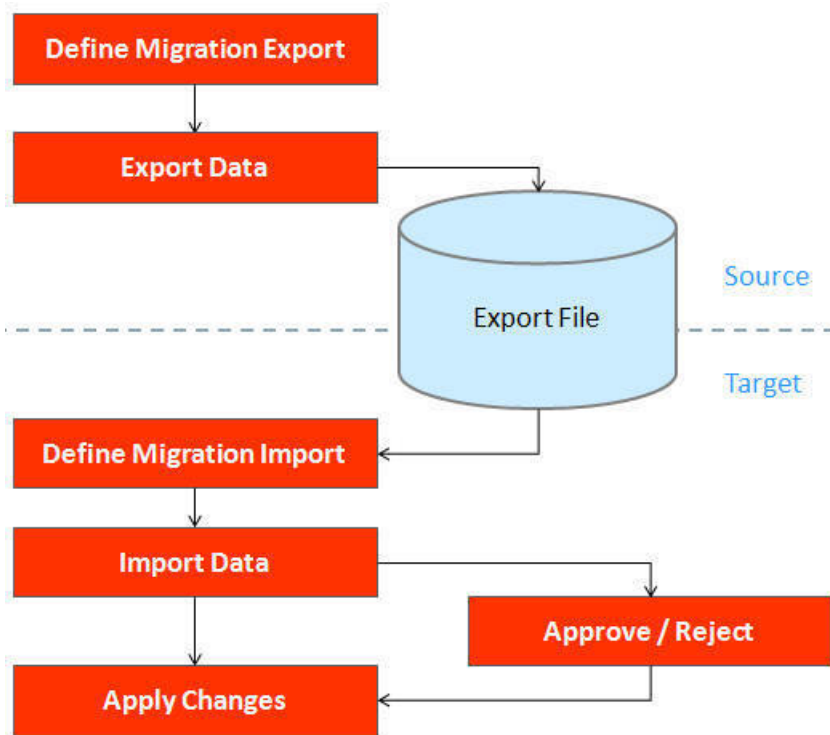 Define Migration Export
Export Data
Source
Export File
Target
Define Migration Import
Import Data
Approve / Reject
Apply Changes